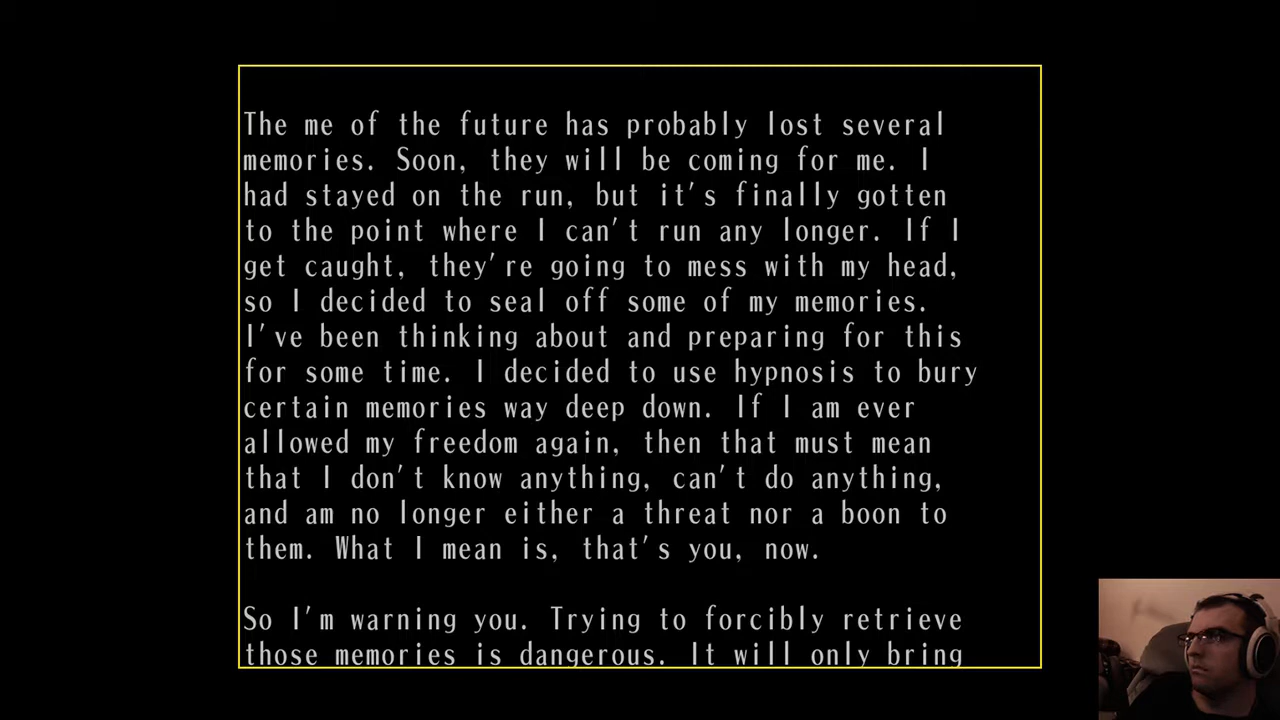 The me of the future has probably lost several
memories. Soon, they will be coming for me. I
had stayed on the run, but it's finally gotten
to the point where I can't run any longer. If I
get caught, they're going to mess with my head,
so I decided to seal off some of my memories.
I've been thinking about and preparing for this
for some time. I decided to use hypnosis to bury
certain memories way deep down. If I am ever
allowed my freedom again, then that must mean
that I don't know anything, can't do anything,
and am no longer either a threat nor a boon to
them. What I mean is, that's you, now.
So I'm warning you. Trying to forcibly retrieve
those memories is dangerous. It will only bring